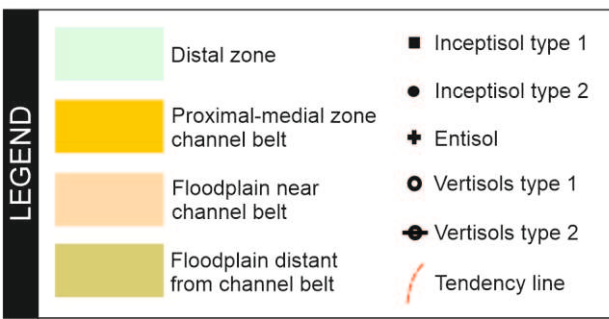 LEGEND
Distal zone
Proximal-medial zone
channel belt
Floodplain near
channel belt
Floodplain distant
from channel belt
Inceptisol type 1
Inceptisol type 2
Entisol
Vertisols type 1
Vertisols type 2
Tendency line